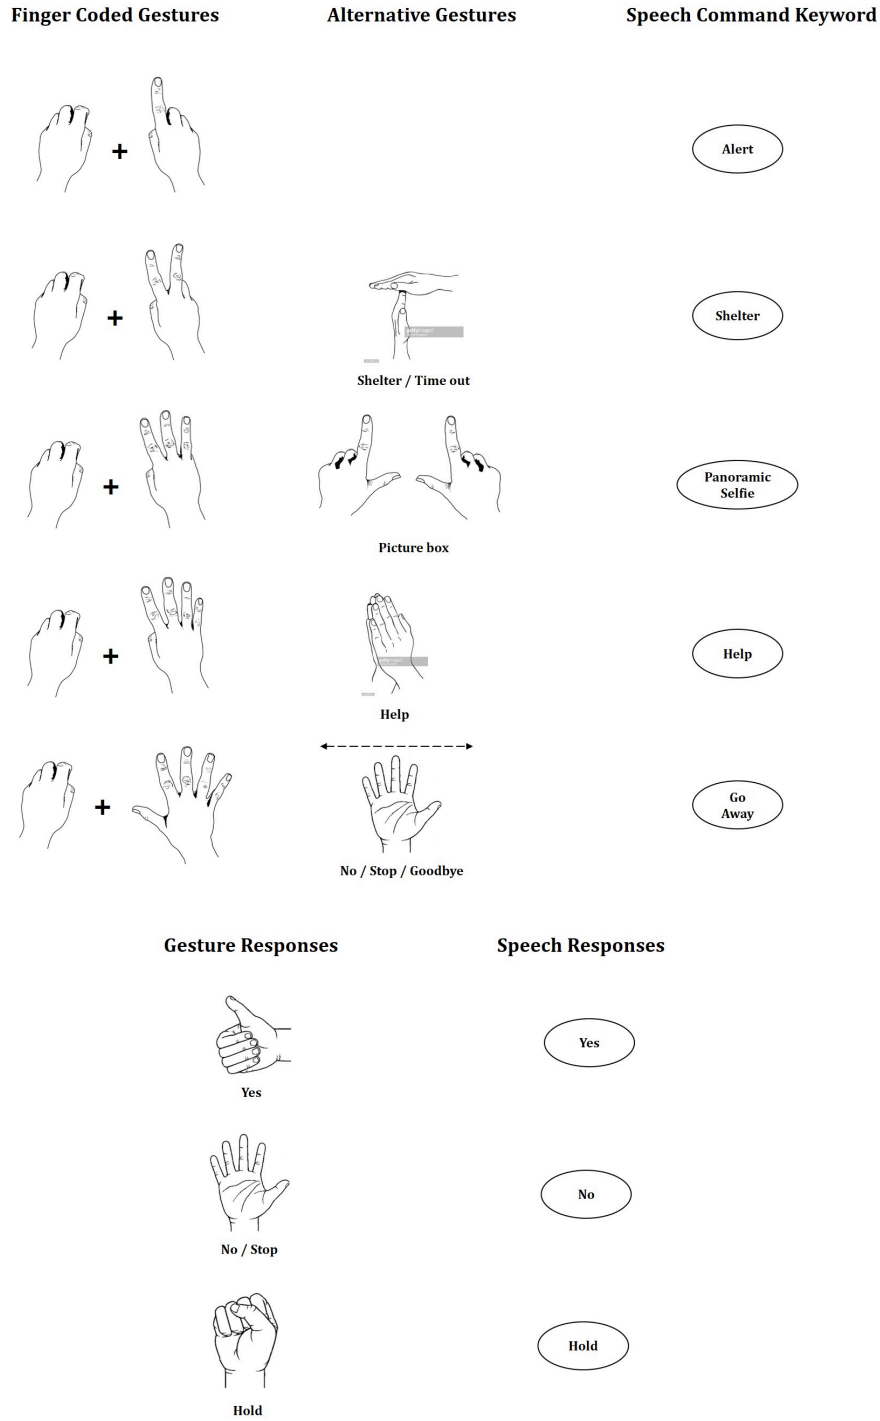 Finger Coded Gestures
Alternative Gestures
Speech Command Keyword
+
Alert
+
Shelter / Time out
Shelter
+
Picture box
Panoramic
Selfie
+
Help
Help
+
No / Stop / Goodbye
Go
Away
Gesture Responses
Speech Responses
Yes
Yes
No / Stop
No
Hold
Hold